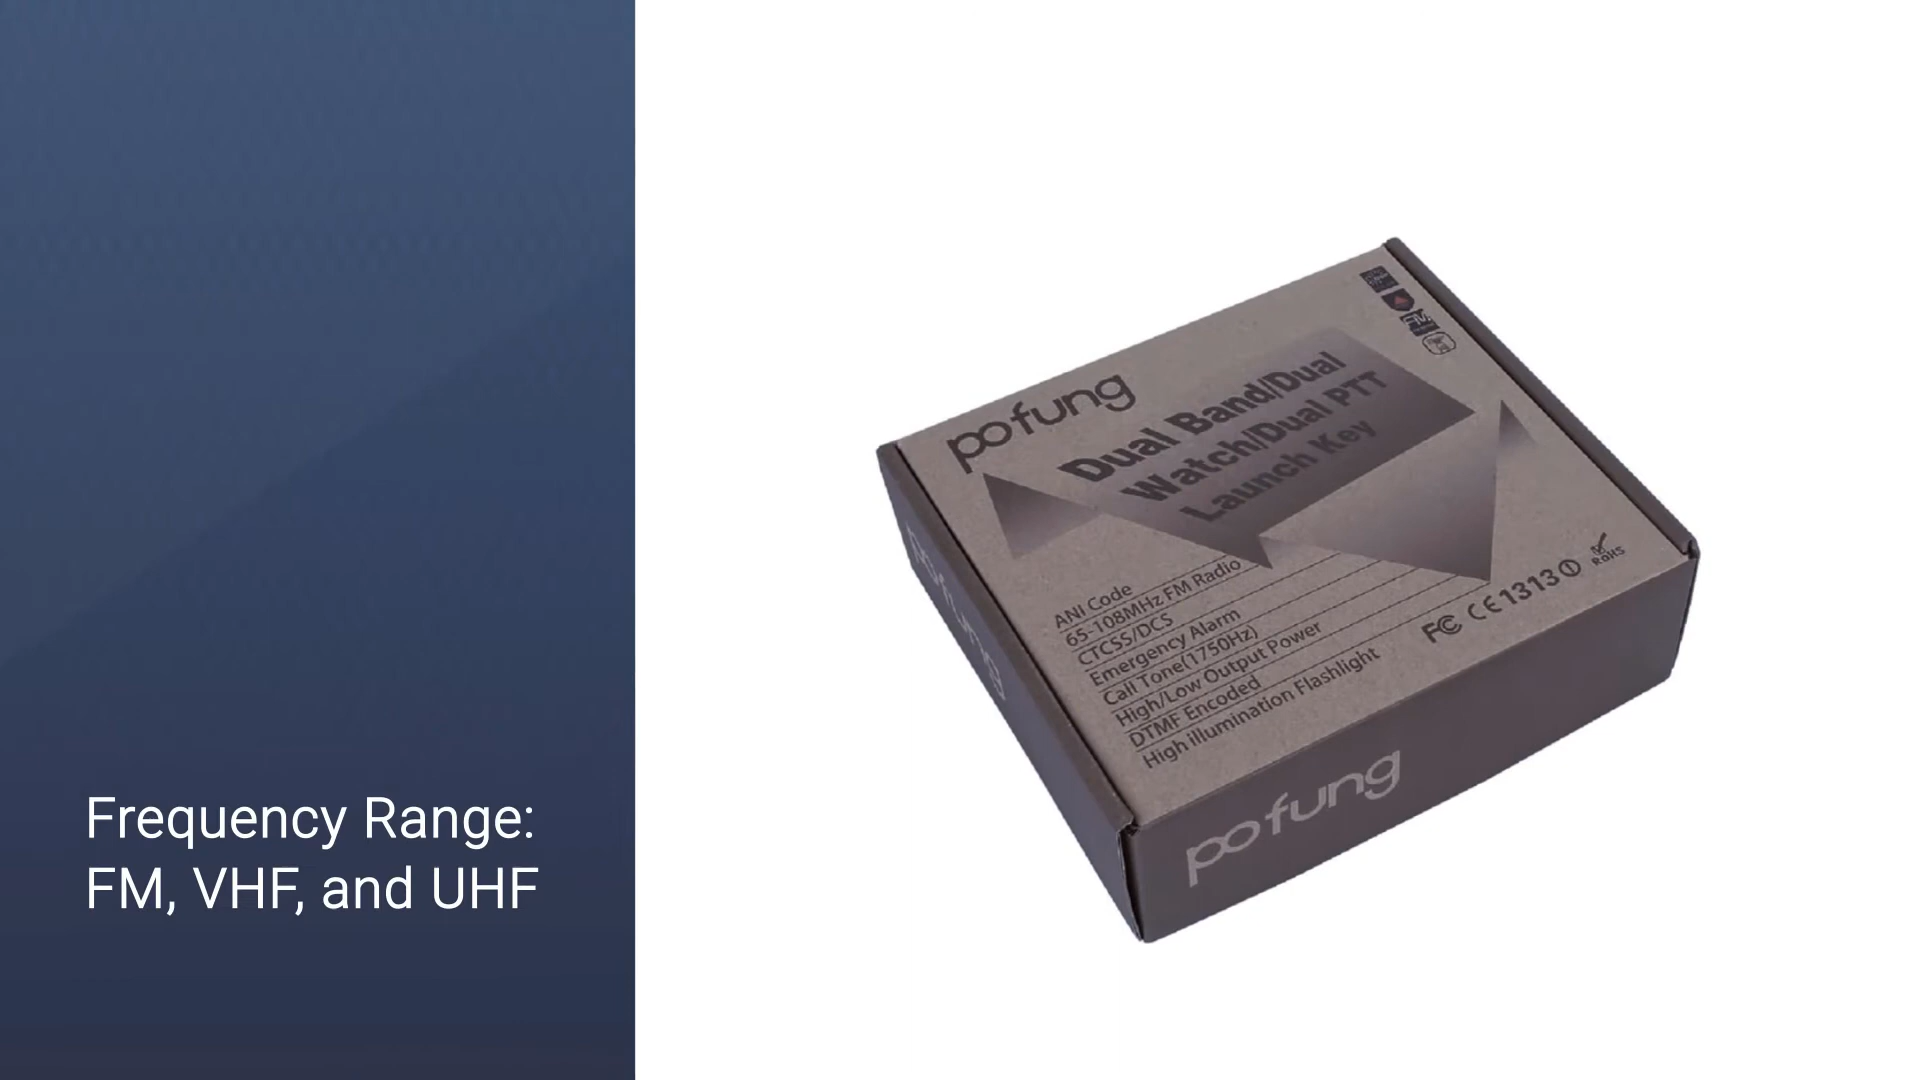 Frequency Range:
FM, VHF, and UHF
pofung
Dual Band/Dual
Watch/Dual PTT
Launch Key
ANI Code
65-108MHz FM Radio
CTCSS/DCS
Emergency Alarm
Call Tone(1750Hz)
High/Low Output Power
DTMF Encoded
High illumination Flashlight
FM
FC CE1313
RoHS
pofung
pofung